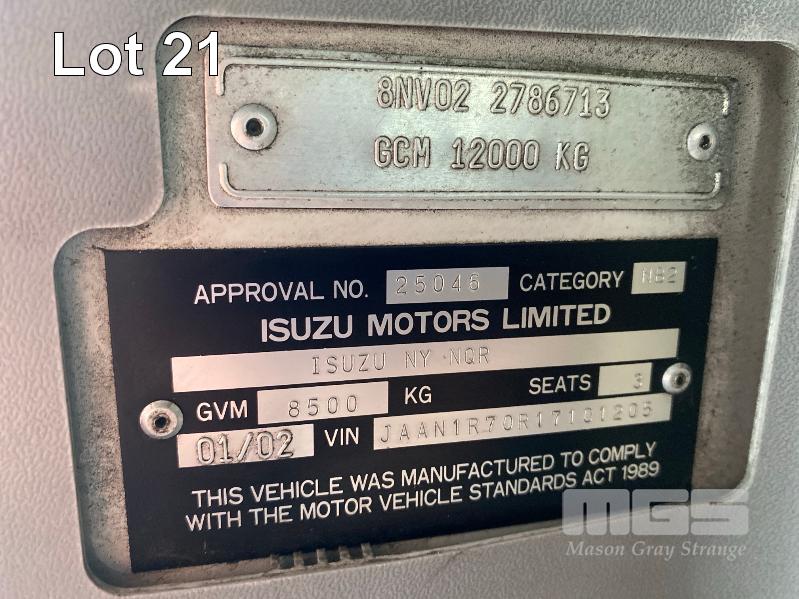 Lot 21
8NV02 2786713
GCM 12000 KG
APPROVAL NO. 25046 CATEGORY NB2
ISUZU MOTORS LIMITED
ISUZU NY NQR
GVM 8500 KG SEATS 3
01/02 VIN JAAN1R70R17101205
THIS VEHICLE WAS MANUFACTURED TO COMPLY
WITH THE MOTOR VEHICLE STANDARDS ACT 1989
MGS
Mason Gray Strange